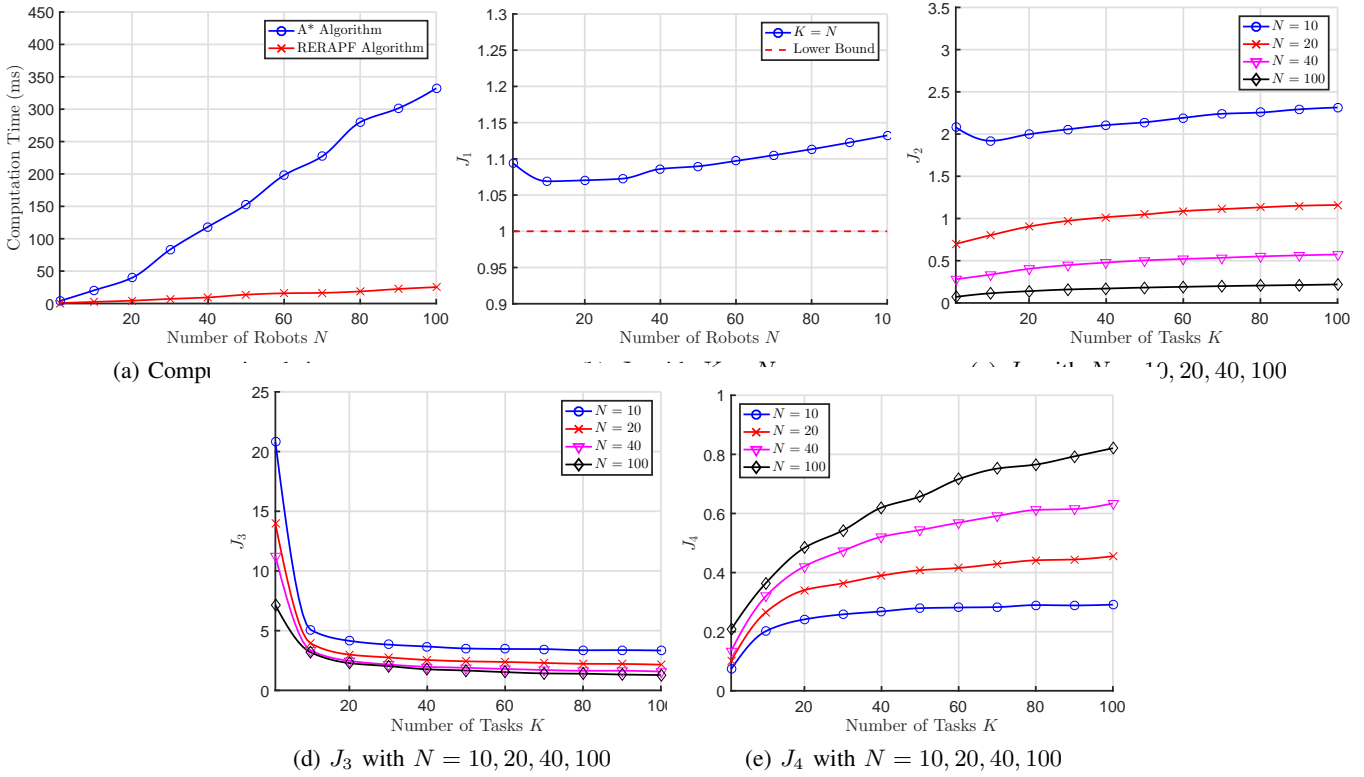 450
400
350
300
250
200
150
100
50
0
20
40
60
80
100
Computation Time (ms)
Number of Robots N
A* Algorithm
RERAPF Algorithm
1.3
1.25
1.2
1.15
1.1
1.05
1
0.95
0.9
20
40
60
80
J₁
Number of Robots N
K = N
Lower Bound
3.5
3
2.5
2
1.5
1
0.5
0
20
40
60
80
100
J₂
Number of Tasks K
N = 10
N = 20
N = 40
N = 100
(a)
with N = 10, 20, 40, 100
25
20
15
10
5
0
20
40
60
80
J₃
Number of Tasks K
N = 10
N = 20
N = 40
N = 100
(d) J₃ with N = 10, 20, 40, 100
1
0.8
0.6
0.4
0.2
0
20
40
60
80
100
J₄
Number of Tasks K
N = 10
N = 20
N = 40
N = 100
(e) J₄ with N = 10, 20, 40, 100